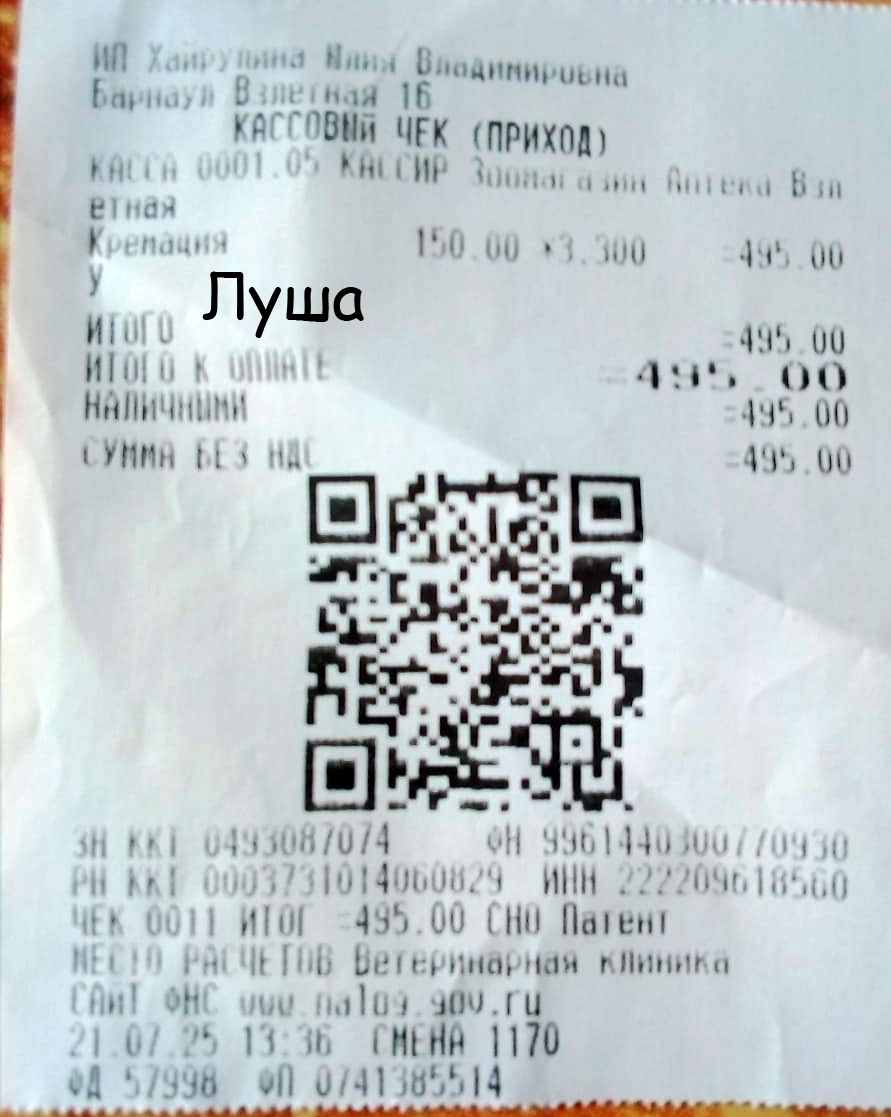 ИП Хайрулина Юлия Владимировна
Барнаул Взлетная 16
КАССОВЫЙ ЧЕК (ПРИХОД)
КАССА 0001.05 КАССИР Зоомагазин Аптека Взл
етная
Кремация 150.00 *3.300 =495.00
У
Луша
ИТОГО =495.00
ИТОГО К ОПЛАТЕ =495.00
НАЛИЧНЫМИ =495.00
СУММА БЕЗ НДС =495.00
ЗН ККТ 0493087074 ФН 9961440300770930
РН ККТ 0003731014060829 ИНН 222209618560
ЧЕК 0011 ИТОГ =495.00 СНО Патент
МЕСТО РАСЧЕТОВ Ветеринарная клиника
САЙТ ФНС www.nalog.gov.ru
21.07.25 13:36 СМЕНА 1170
ФД 57998 ФП 0741385514